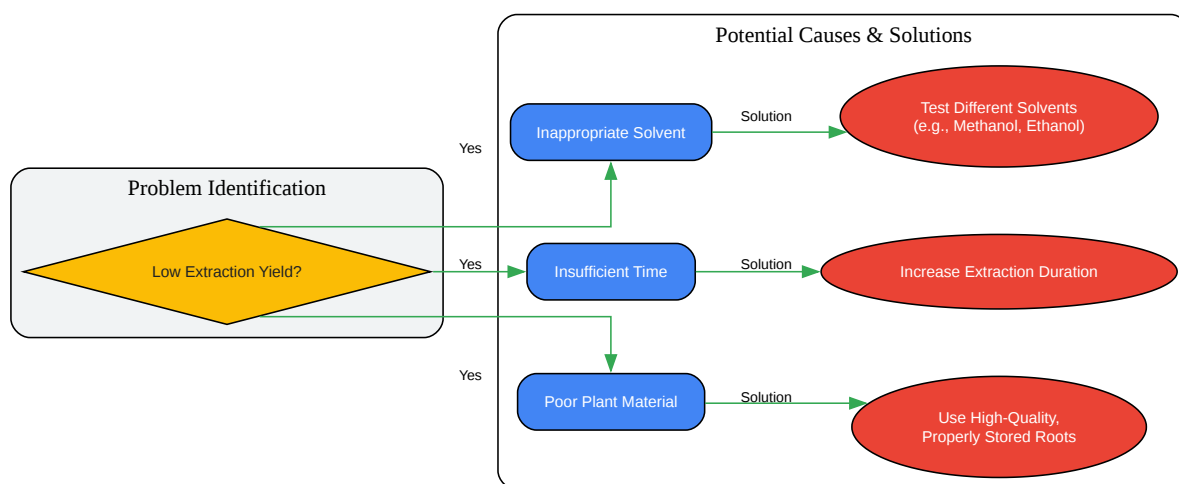 Potential Causes & Solutions
Test Different Solvents
(e.g., Methanol, Ethanol)
Solution
Inappropriate Solvent
Yes
Problem Identification
Low Extraction Yield?
Yes
Insufficient Time
Solution
Increase Extraction Duration
Yes
Poor Plant Material
Solution
Use High-Quality,
Properly Stored Roots